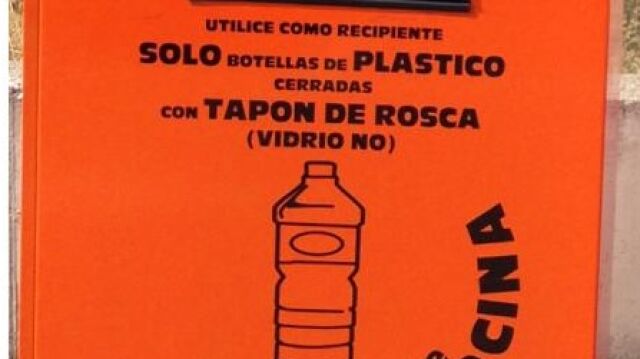 UTILICE COMO RECIPIENTE
SOLO BOTELLAS DE PLASTICO
CERRADAS
CON TAPON DE ROSCA
(VIDRIO NO)